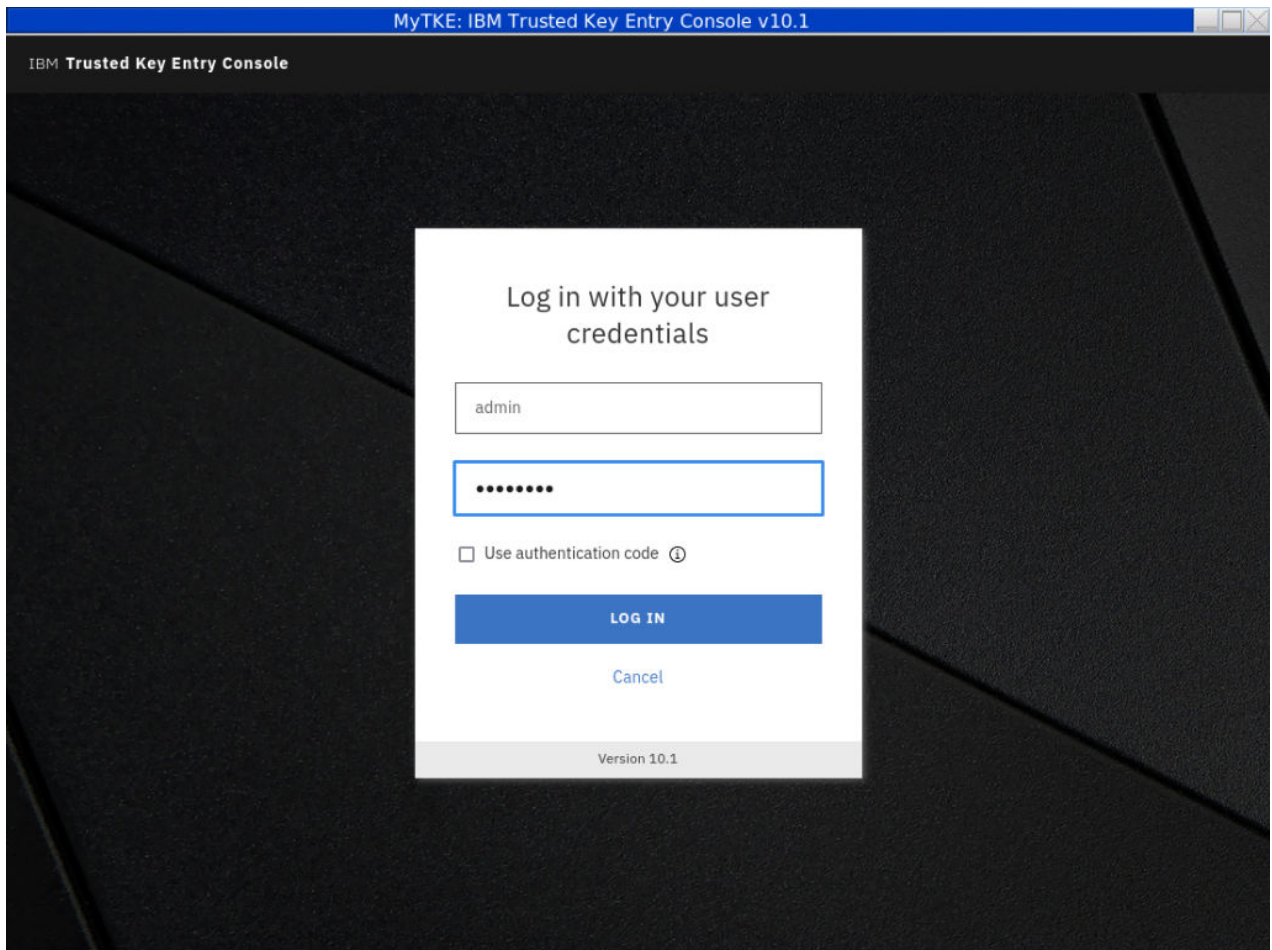 MyTKE: IBM Trusted Key Entry Console v10.1
IBM Trusted Key Entry Console
Log in with your user
credentials
admin
••••••••
Use authentication code
LOG IN
Cancel
Version 10.1